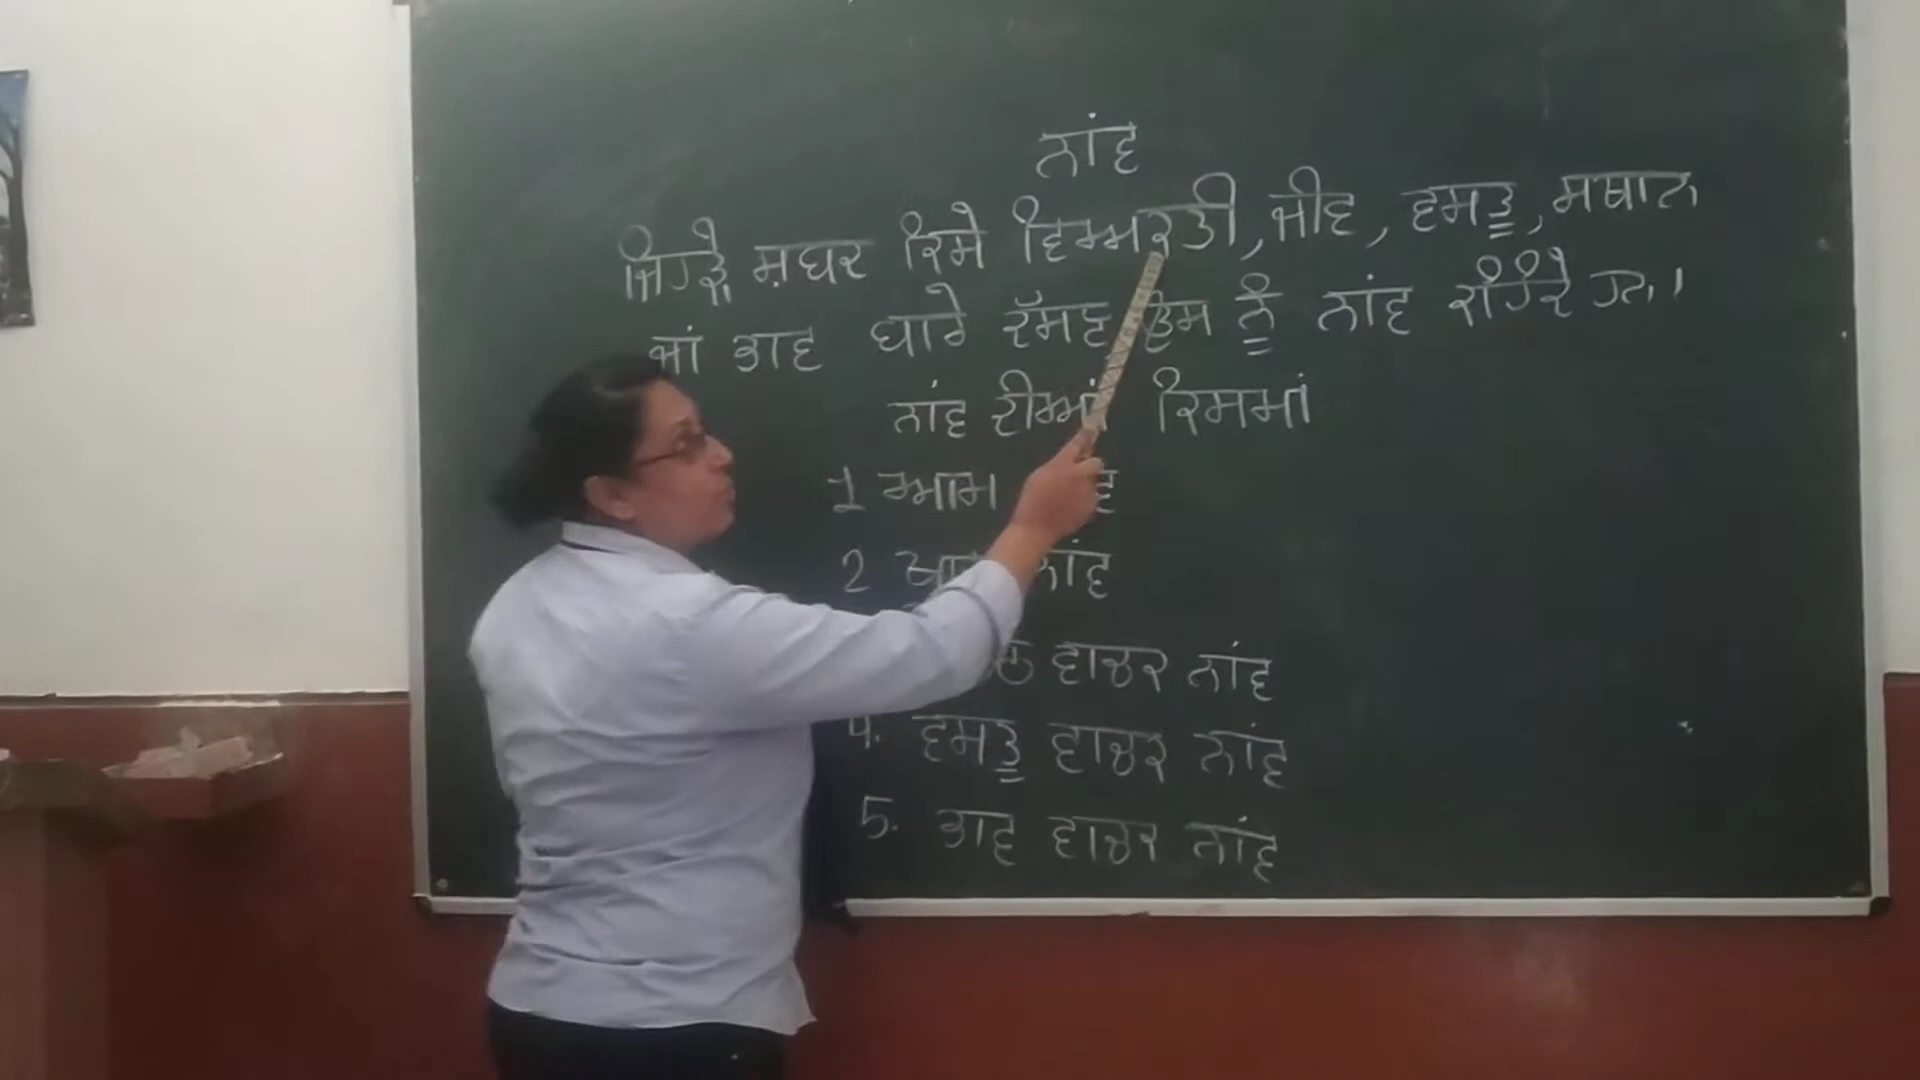 ਨਾਂਵ
ਜਿਹੜੇ ਸ਼ਬਦ ਕਿਸੇ ਵਿਅਕਤੀ, ਜੀਵ, ਵਸਤੂ, ਸਥਾਨ
ਜਾਂ ਭਾਵ ਬਾਰੇ ਦੱਸਣ ਉਸ ਨੂੰ ਨਾਂਵ ਕਹਿੰਦੇ ਹਨ।
ਨਾਂਵ ਦੀਆਂ ਕਿਸਮਾਂ
1 ਆਮ
2 ਨਾਂਵ
ਵਾਚਕ ਨਾਂਵ
4. ਵਸਤੂ ਵਾਚਕ ਨਾਂਵ
5. ਭਾਵ ਵਾਚਕ ਨਾਂਵ